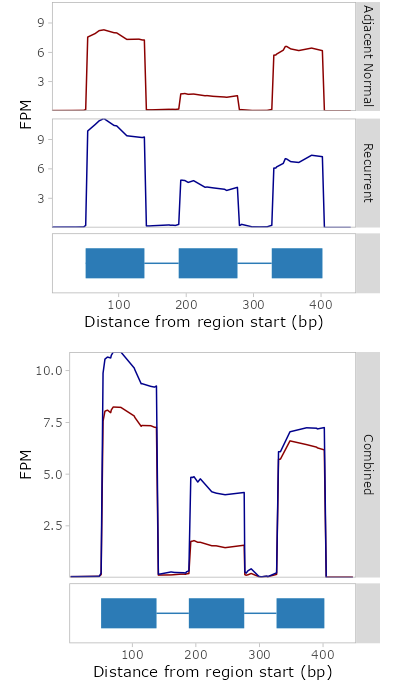 Adjacent Normal
9
6
3
FPM
Recurrent
9
6
3
100 200 300 400
Distance from region start (bp)
Combined
10.0
7.5
5.0
2.5
FPM
100 200 300 400
Distance from region start (bp)